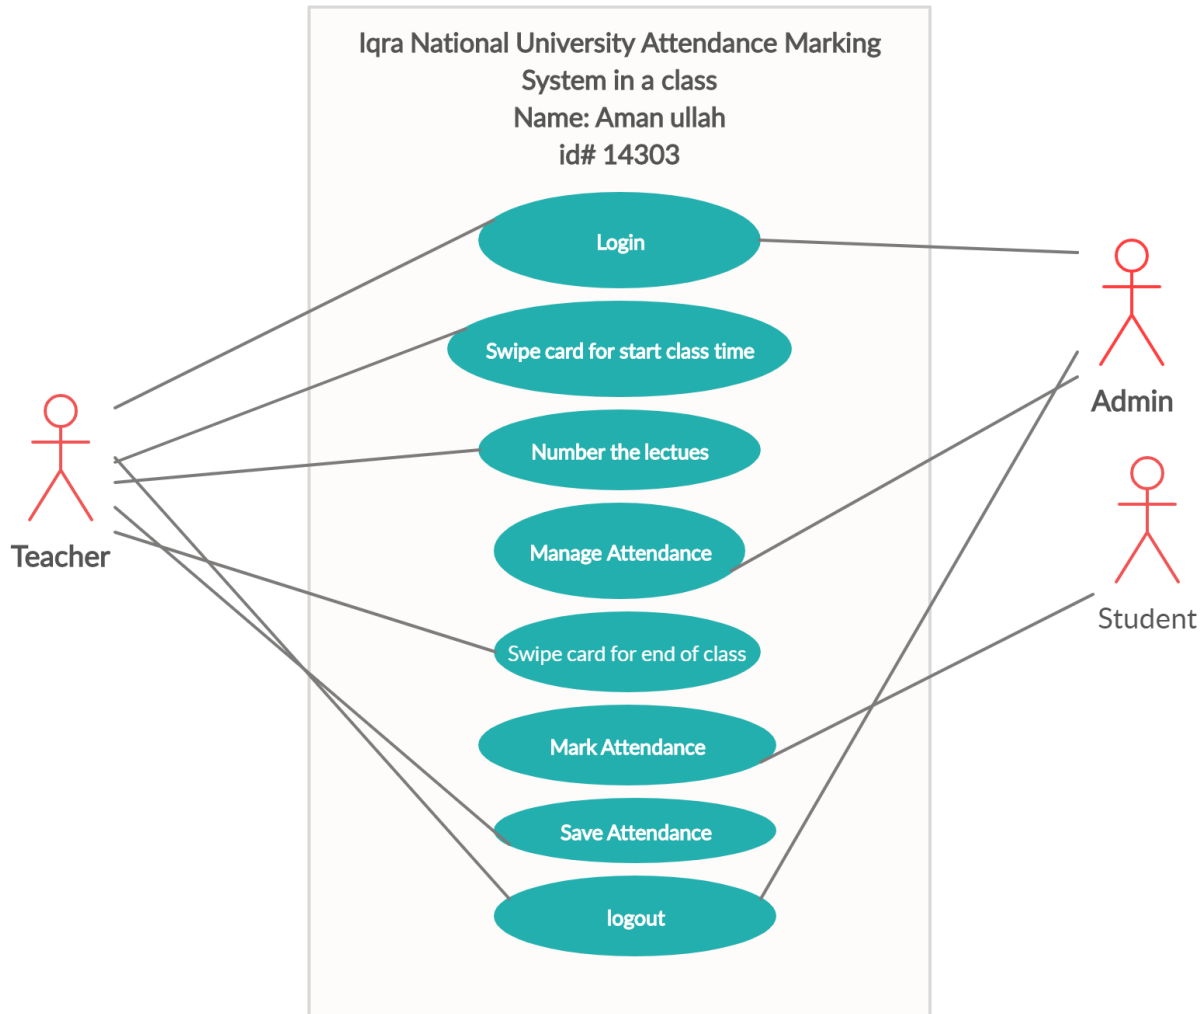 Iqra National University Attendance Marking
System in a class
Name: Aman ullah
id# 14303
Login
Swipe card for start class time
Admin
Number the lectues
Teacher
Manage Attendance
Student
Swipe card for end of class
Mark Attendance
Save Attendance
logout